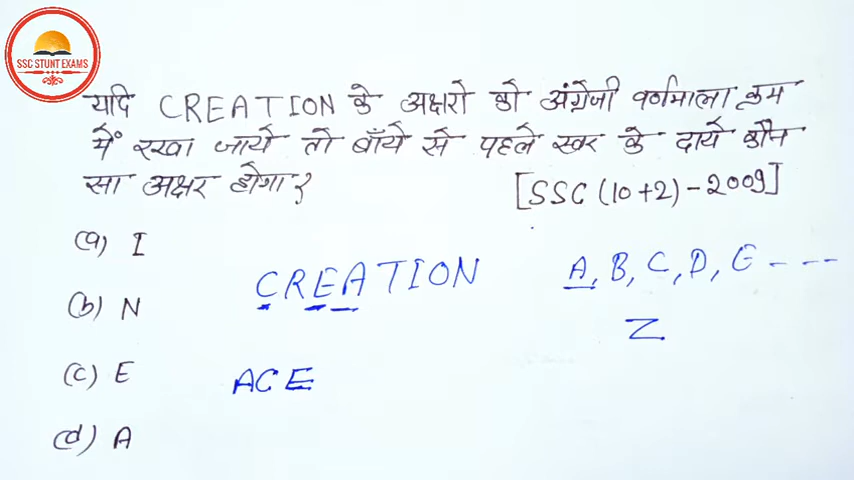 SSC STUNT EXAMS
यदि CREATION के अक्षरो को अंग्रेजी वर्णमाला क्रम
में रखा जाये तो बाँये से पहले स्वर के दाये कौन
सा अक्षर होगा?
[SSC (10+2) - 2009]
(a) I
(b) N
(c) E
(d) A
CREATION
A, B, C, D, E - - - -
Z
ACE